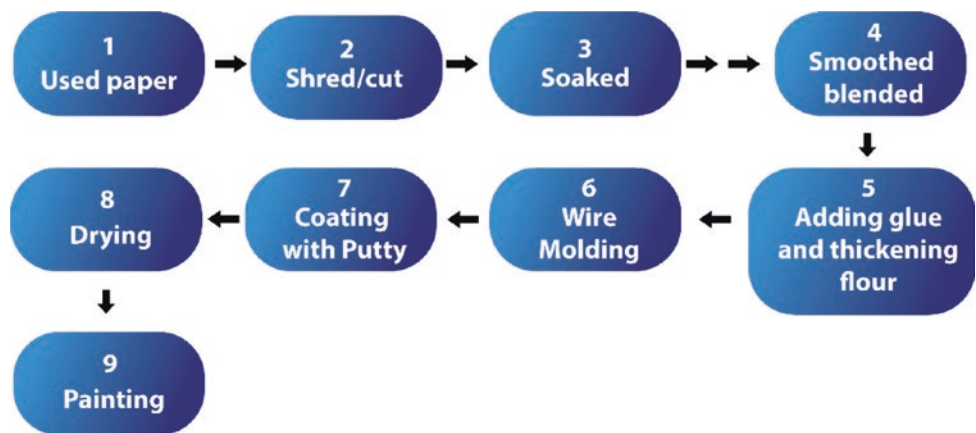 1
Used paper
2
Shred/cut
3
Soaked
4
Smoothed
blended
5
Adding glue
and thickening
flour
6
Wire
Molding
7
Coating
with Putty
8
Drying
9
Painting